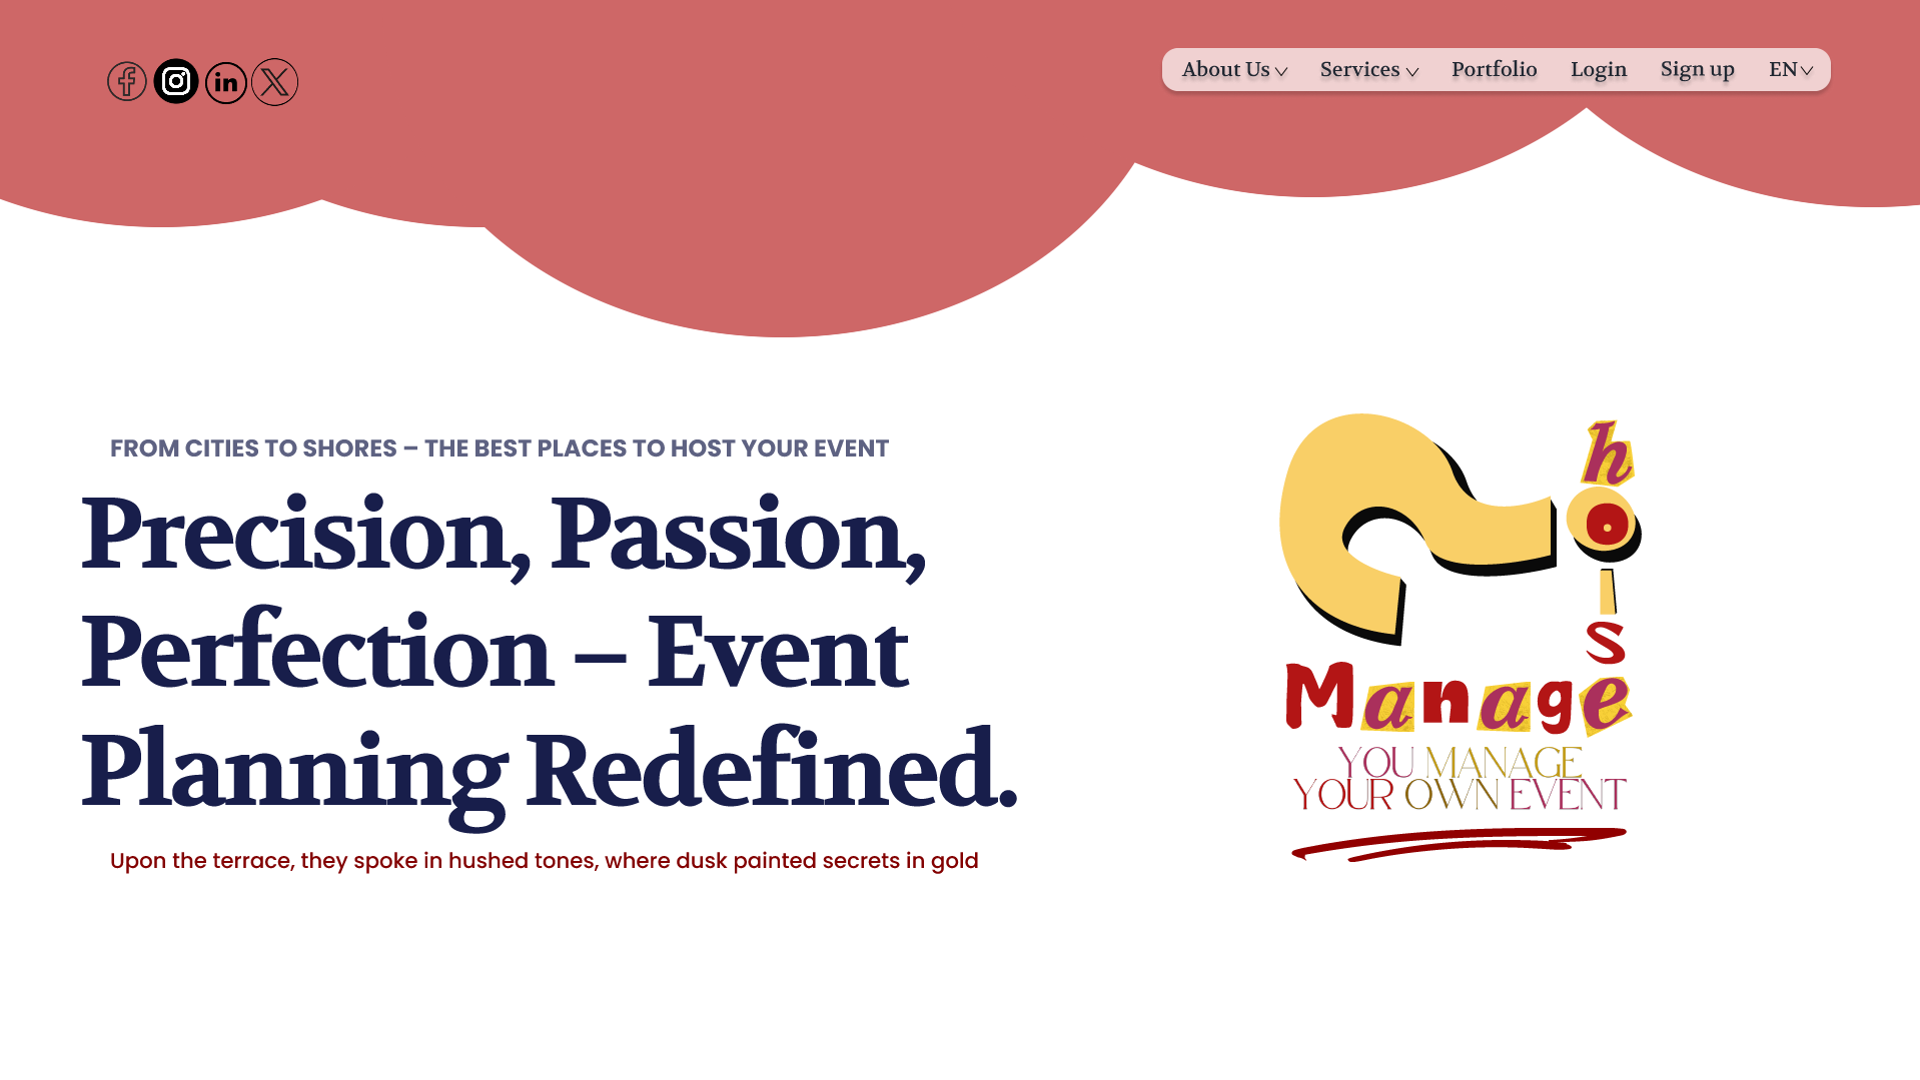 About Us Services Portfolio Login Sign up EN
FROM CITIES TO SHORES – THE BEST PLACES TO HOST YOUR EVENT
Precision, Passion,
Perfection – Event
Planning Redefined.
Upon the terrace, they spoke in hushed tones, where dusk painted secrets in gold
hoise
Manage
YOU MANAGE
YOUR OWN EVENT